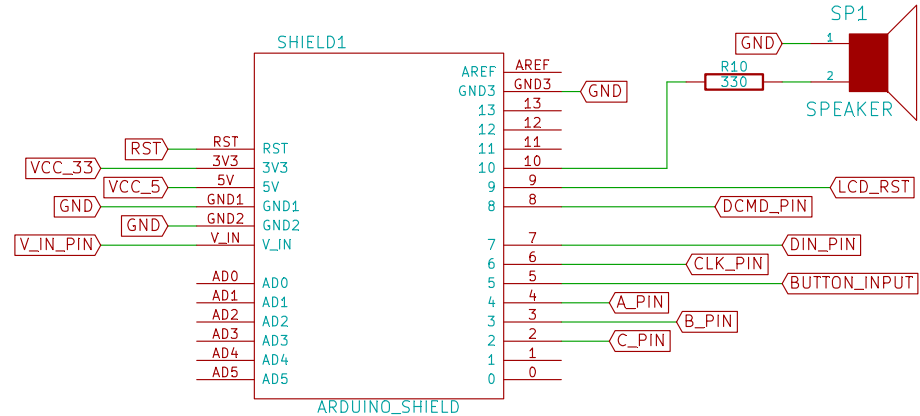 SP1
SHIELD1
GND 1
R10
AREF AREF
330 2
GND3 GND3 GND
13 13
SPEAKER
12 12
RST RST RST 11 11
VCC_33 3V3 3V3 10 10
VCC_5 5V 5V 9 9 LCD_RST
GND GND1 GND1 8 8 DCMD_PIN
GND GND2 GND2
V_IN_PIN V_IN V_IN 7 7 DIN_PIN
6 6 CLK_PIN
AD0 AD0 5 5 BUTTON_INPUT
AD1 AD1 4 4 A_PIN
AD2 AD2 3 3 B_PIN
AD3 AD3 2 2 C_PIN
AD4 AD4 1 1
AD5 AD5 0 0
ARDUINO_SHIELD